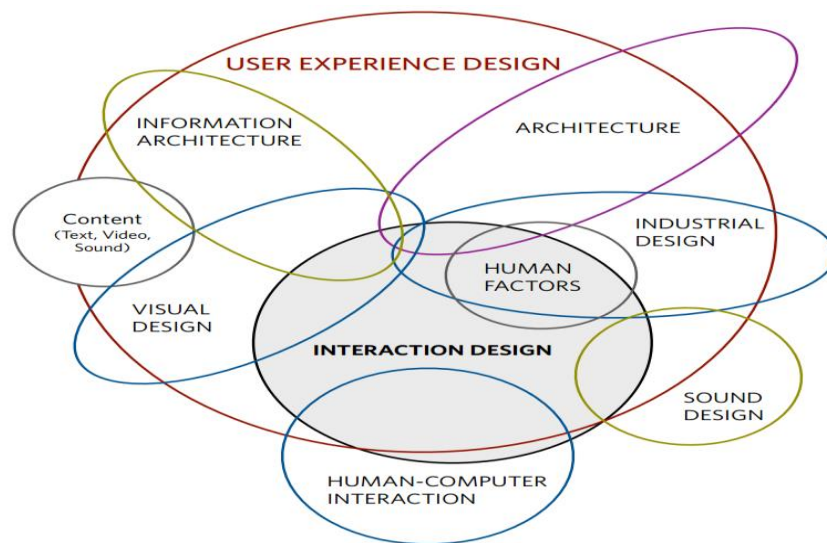 USER EXPERIENCE DESIGN
INFORMATION
ARCHITECTURE
ARCHITECTURE
Content
(Text, Video,
Sound)
INDUSTRIAL
DESIGN
HUMAN
FACTORS
VISUAL
DESIGN
INTERACTION DESIGN
SOUND
DESIGN
HUMAN-COMPUTER
INTERACTION